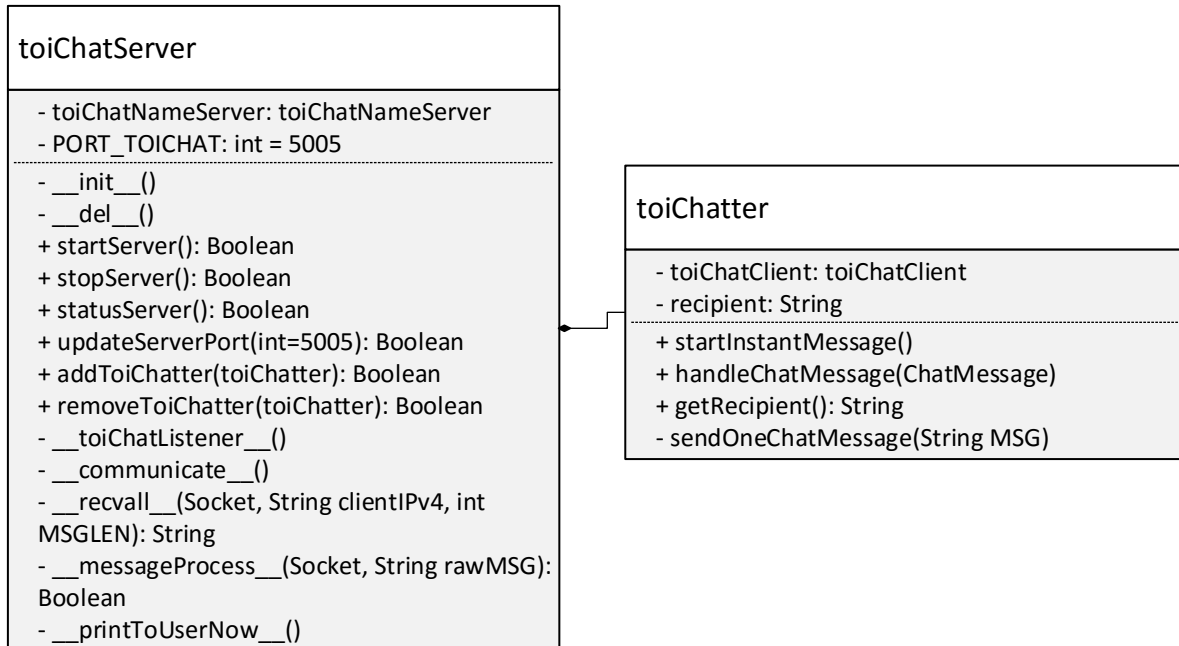 toiChatServer
- toiChatNameServer: toiChatNameServer
- PORT_TOICHAT: int = 5005
- __init__()
- __del__()
+ startServer(): Boolean
+ stopServer(): Boolean
+ statusServer(): Boolean
+ updateServerPort(int=5005): Boolean
+ addToiChatter(toiChatter): Boolean
+ removeToiChatter(toiChatter): Boolean
- __toiChatListener__()
- __communicate__()
- __recvall__(Socket, String clientIPv4, int
MSGLEN): String
- __messageProcess__(Socket, String rawMSG):
Boolean
- __printToUserNow__()
toiChatter
- toiChatClient: toiChatClient
- recipient: String
+ startInstantMessage()
+ handleChatMessage(ChatMessage)
+ getRecipient(): String
- sendOneChatMessage(String MSG)